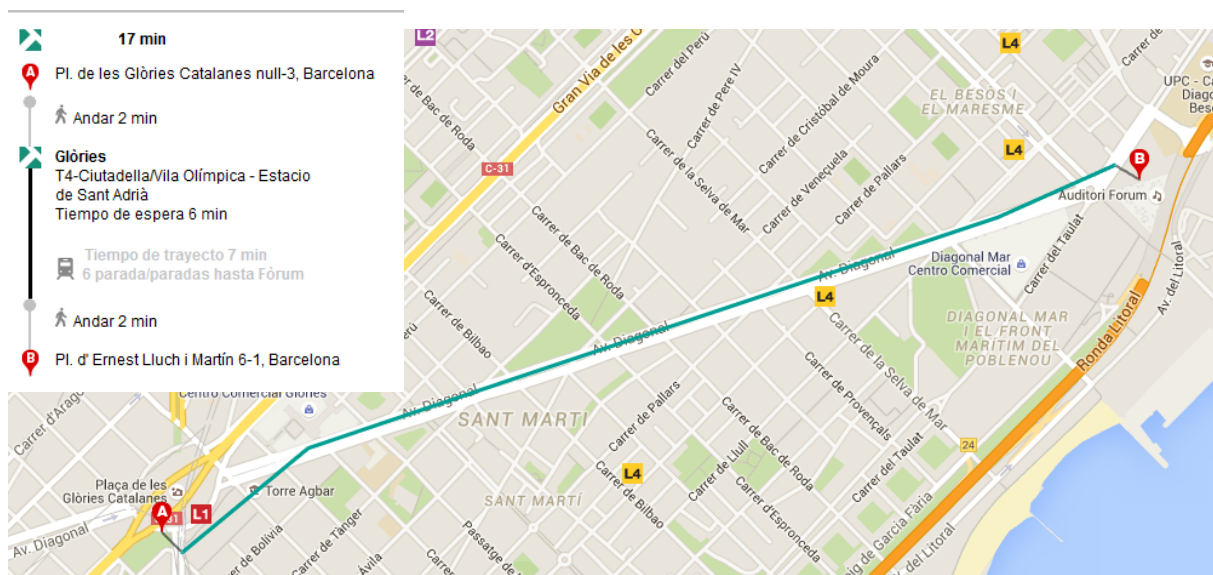 17 min
A
Pl. de les Glòries Catalanes null-3, Barcelona
Andar 2 min
Glòries
T4-Ciutadella/Vila Olímpica - Estacio
de Sant Adrià
Tiempo de espera 6 min
Tiempo de trayecto 7 min
6 parada/paradas hasta Fòrum
Andar 2 min
B
Pl. d' Ernest Lluch i Martín 6-1, Barcelona
L2
Gran Via de les C
Carrer del Perú
Carrer de Pere IV
Carrer de Cristóbal de Moura
L4
EL BESÒS I
EL MARESME
Carrer de
UPC - Ca
Diago
Bes
Carrer de Bac de Roda
C-31
L4
B
Carrer de la Selva de Mar
Carrer de Veneçuela
Carrer de Pallars
Auditori Forum
Carrer d'Espronceda
Carrer de Bac de Roda
Av. Diagonal
Diagonal Mar
Centro Comercial
Carrer del Taulat
Av. del Litoral
L4
Carrer de Bilbao
Av. Diagonal
DIAGONAL MAR
I EL FRONT
MARÍTIM DEL
POBLENOU
Ronda Litoral
Carrer de la Selva de Mar
Centro Comercial Glòries
Carrer d'Arago
Av. Diagonal
SANT MARTÍ
Carrer de Pallars
Carrer de Provençals
Carrer de Bac de Roda
Carrer del Taulat
24
L4
Carrer de Llull
Plaça de les
Glòries Catalanes
Torre Agbar
SANT MARTÍ
Carrer de Bilbao
Carrer d'Espronceda
A
L1
Av. Diagonal
Carrer de Bolívia
Carrer de Tànger
Àvila
Passatge de
ig de Garcia Fària
Av. del Litoral